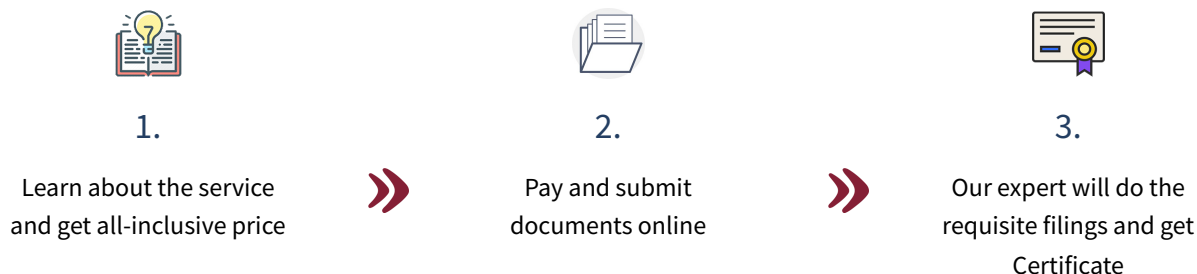 1.
Learn about the service
and get all-inclusive price
2.
Pay and submit
documents online
3.
Our expert will do the
requisite filings and get
Certificate